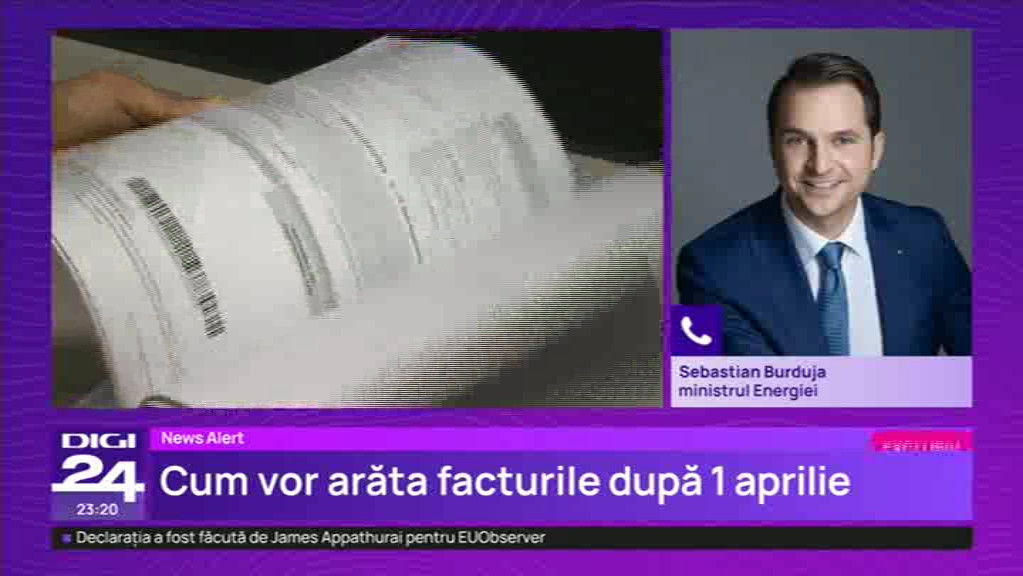 Sebastian Burduja
ministrul Energiei
DIGI
24
23:20
News Alert
Cum vor arăta facturile după 1 aprilie
Declarația a fost făcută de James Appathurai pentru EUObserver